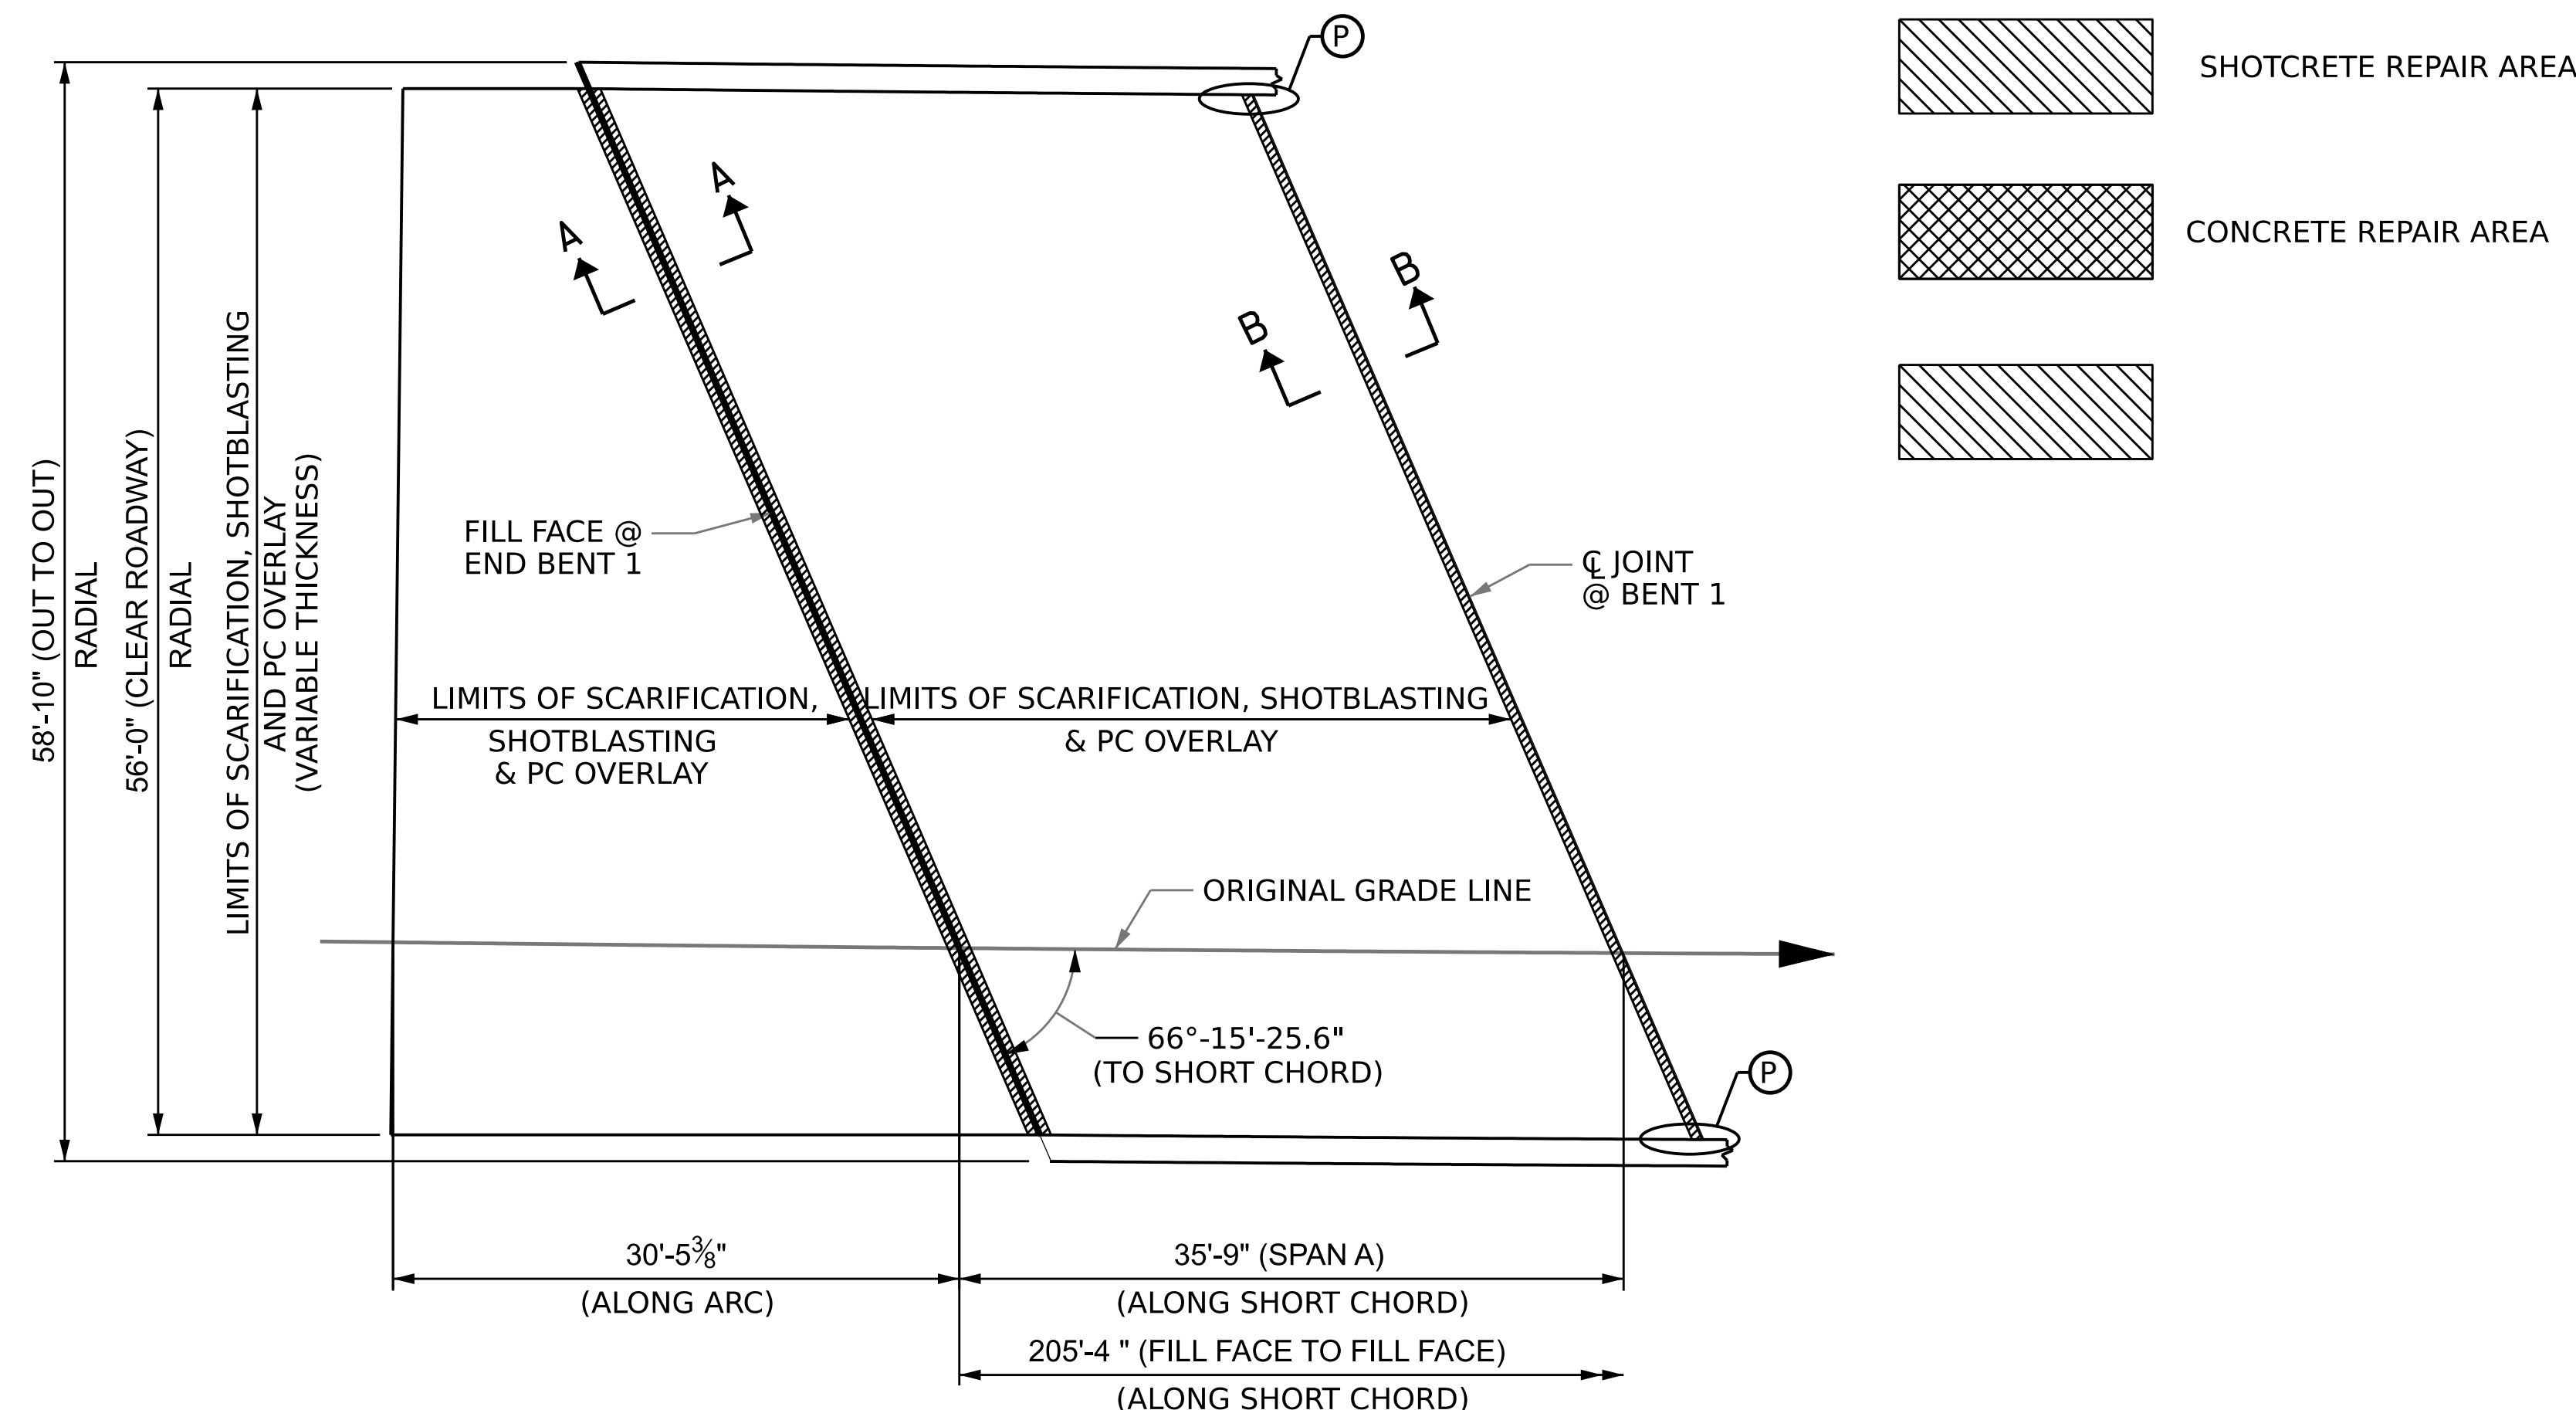 P
SHOTCRETE REPAIR AREA
CONCRETE REPAIR AREA
A
A
B
B
58'-10" (OUT TO OUT)
RADIAL
56'-0" (CLEAR ROADWAY)
RADIAL
LIMITS OF SCARIFICATION, SHOTBLASTING
AND PC OVERLAY
(VARIABLE THICKNESS)
FILL FACE @
END BENT 1
℄ JOINT
@ BENT 1
LIMITS OF SCARIFICATION,
SHOTBLASTING
& PC OVERLAY
LIMITS OF SCARIFICATION, SHOTBLASTING
& PC OVERLAY
ORIGINAL GRADE LINE
66°-15'-25.6"
(TO SHORT CHORD)
P
30'-5⅜"
(ALONG ARC)
35'-9" (SPAN A)
(ALONG SHORT CHORD)
205'-4 " (FILL FACE TO FILL FACE)
(ALONG SHORT CHORD)